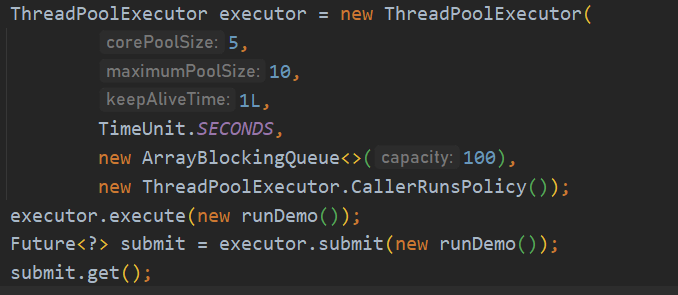 ThreadPoolExecutor executor = new ThreadPoolExecutor(
corePoolSize: 5,
maximumPoolSize: 10,
keepAliveTime: 1L,
TimeUnit.SECONDS,
new ArrayBlockingQueue<>( capacity: 100),
new ThreadPoolExecutor.CallerRunsPolicy());
executor.execute(new runDemo());
Future<?> submit = executor.submit(new runDemo());
submit.get();